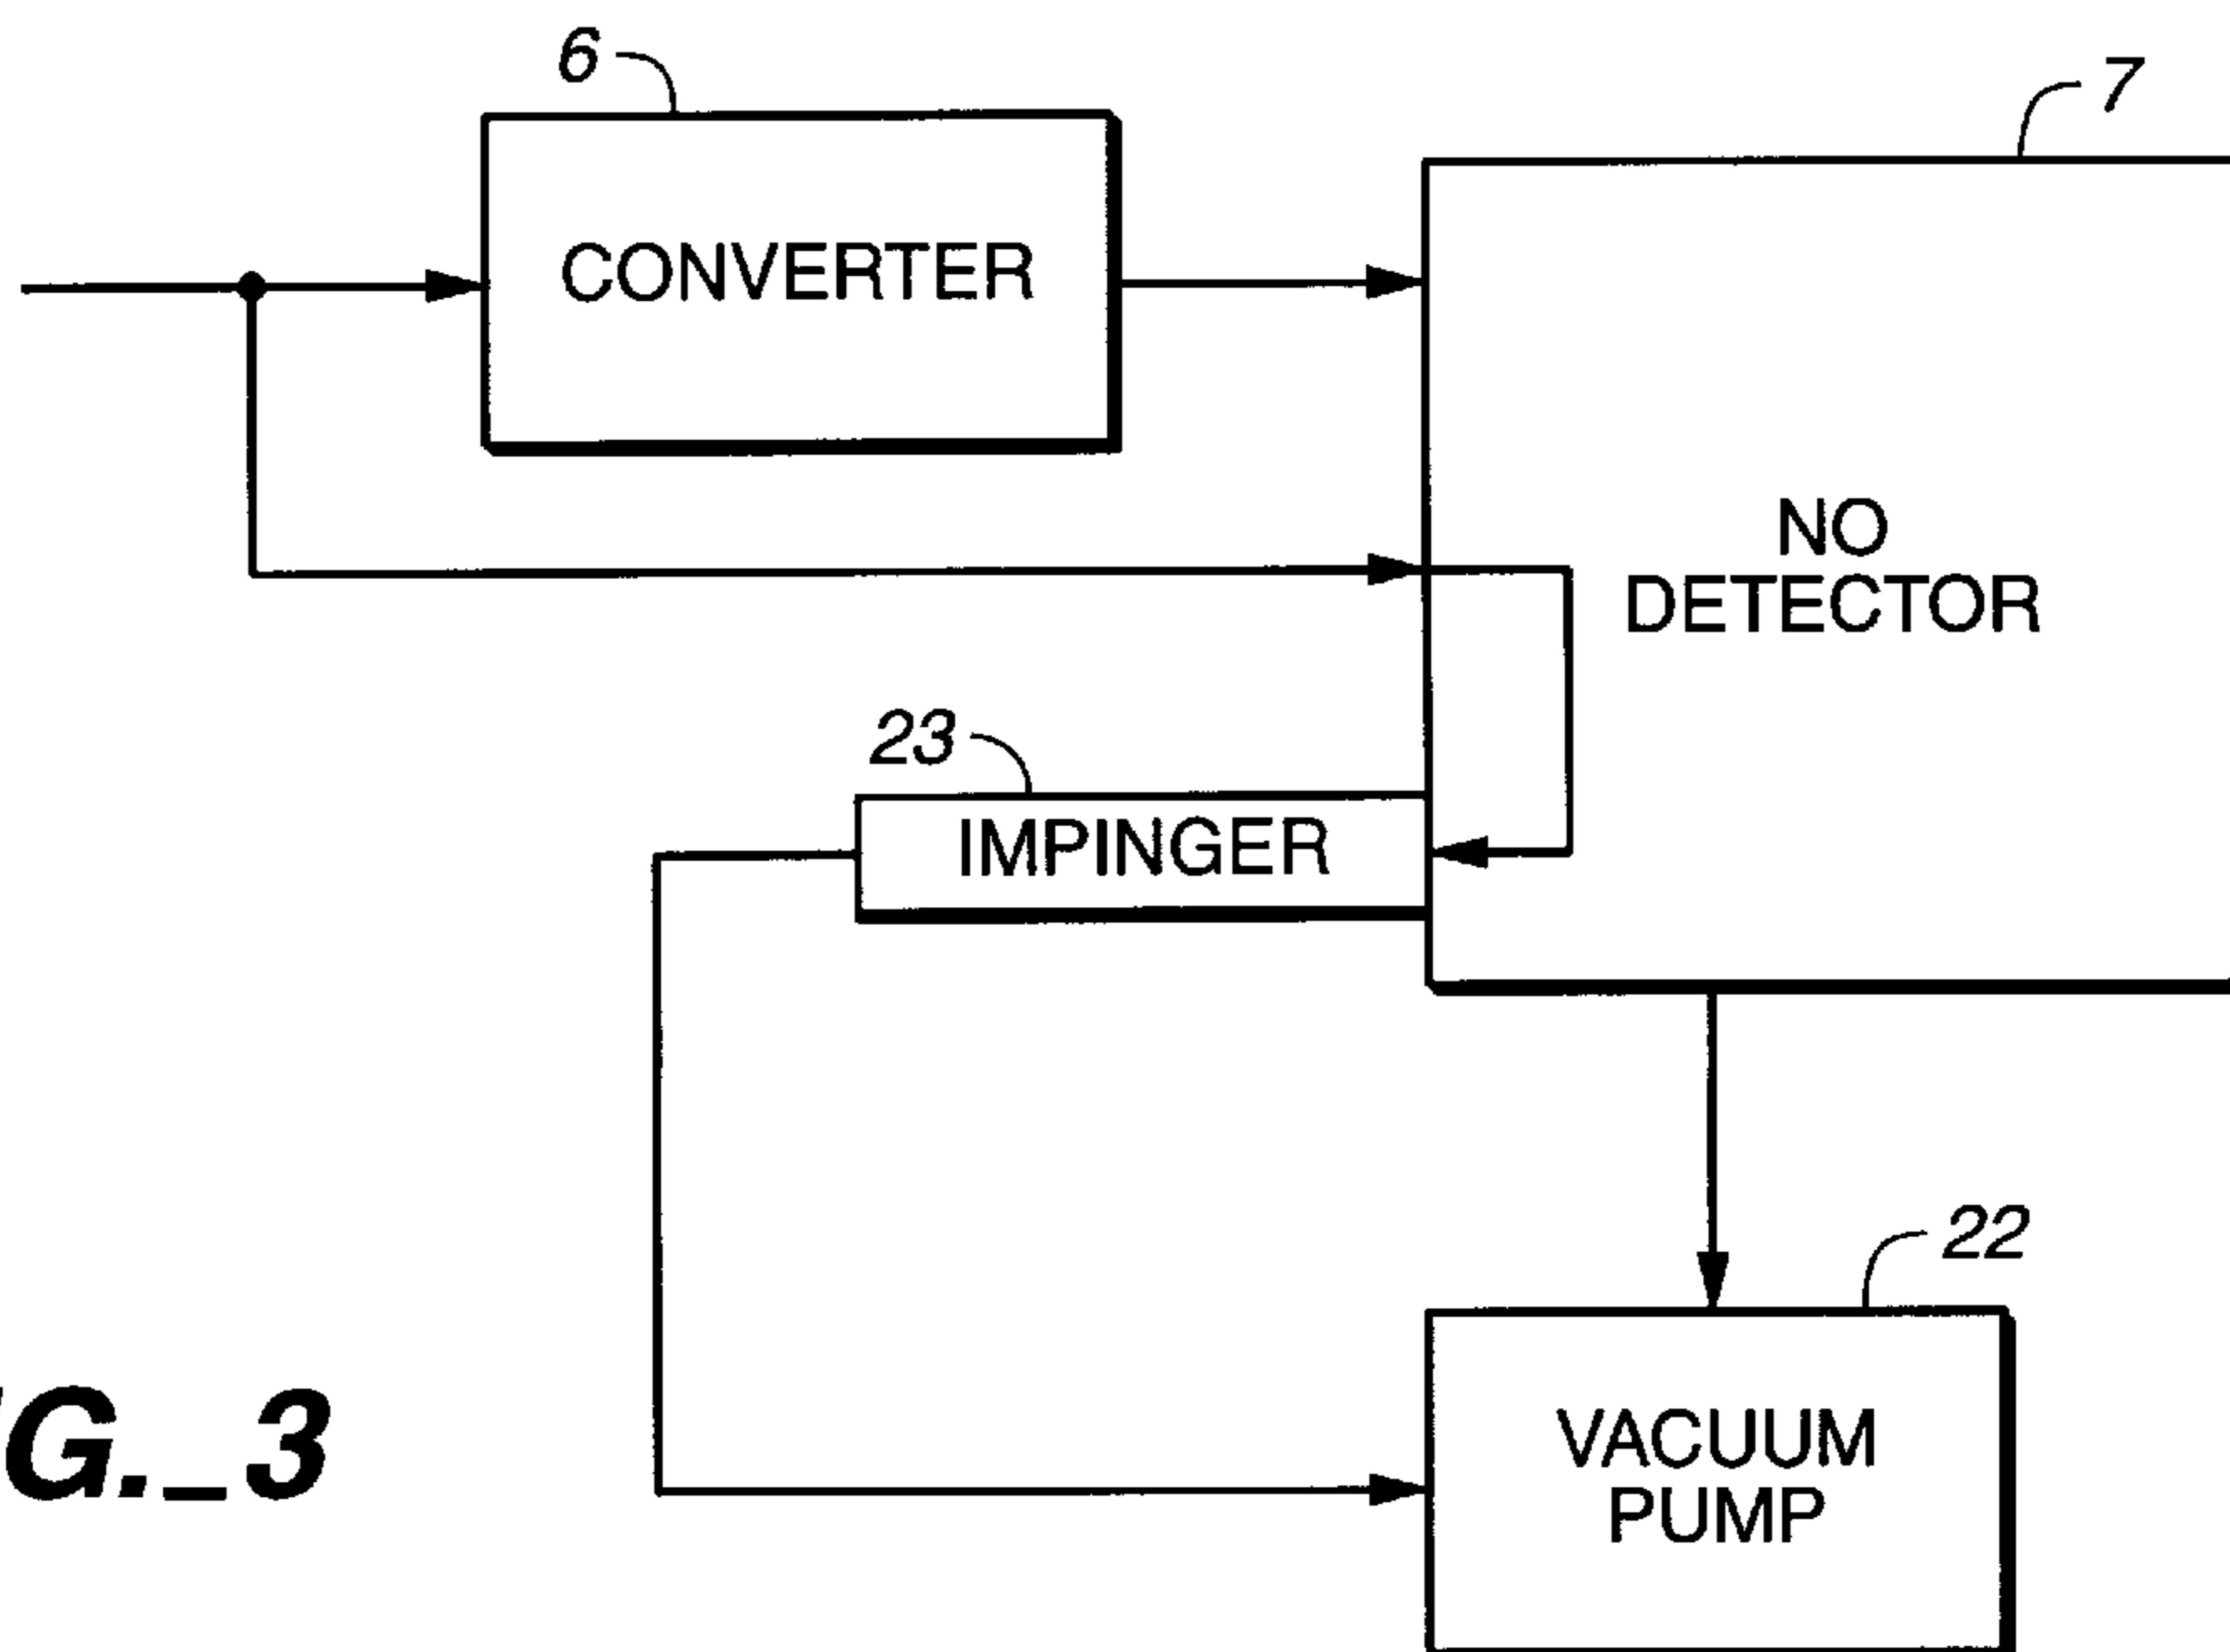 6
7
CONVERTER
NO
DETECTOR
23
IMPINGER
22
VACUUM
PUMP
G._3